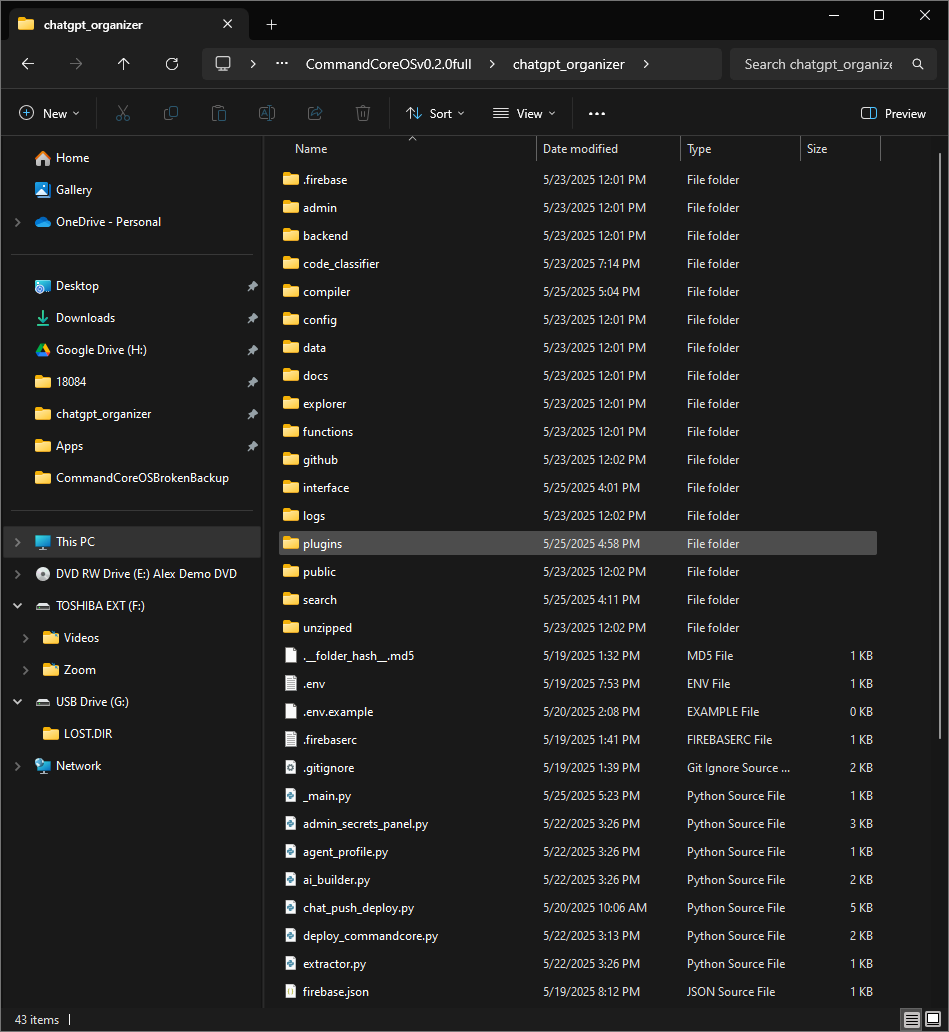 chatgpt_organizer
CommandCoreOSv0.2.0full > chatgpt_organizer >
Search chatgpt_organize
New
Sort
View
Preview
Home
Gallery
OneDrive - Personal
Desktop
Downloads
Google Drive (H:)
18084
chatgpt_organizer
Apps
CommandCoreOSBrokenBackup
This PC
DVD RW Drive (E:) Alex Demo DVD
TOSHIBA EXT (F:)
Videos
Zoom
USB Drive (G:)
LOST.DIR
Network
Name Date modified Type Size
.firebase 5/23/2025 12:01 PM File folder
admin 5/23/2025 12:01 PM File folder
backend 5/23/2025 12:01 PM File folder
code_classifier 5/23/2025 7:14 PM File folder
compiler 5/25/2025 5:04 PM File folder
config 5/23/2025 12:01 PM File folder
data 5/23/2025 12:01 PM File folder
docs 5/23/2025 12:01 PM File folder
explorer 5/23/2025 12:01 PM File folder
functions 5/23/2025 12:01 PM File folder
github 5/23/2025 12:02 PM File folder
interface 5/25/2025 4:01 PM File folder
logs 5/23/2025 12:02 PM File folder
plugins 5/25/2025 4:58 PM File folder
public 5/23/2025 12:02 PM File folder
search 5/25/2025 4:11 PM File folder
unzipped 5/23/2025 12:02 PM File folder
.__folder_hash__.md5 5/19/2025 1:32 PM MD5 File 1 KB
.env 5/19/2025 7:53 PM ENV File 1 KB
.env.example 5/20/2025 2:08 PM EXAMPLE File 0 KB
.firebaserc 5/19/2025 1:41 PM FIREBASERC File 1 KB
.gitignore 5/19/2025 1:39 PM Git Ignore Source ... 2 KB
_main.py 5/25/2025 5:23 PM Python Source File 1 KB
admin_secrets_panel.py 5/22/2025 3:26 PM Python Source File 3 KB
agent_profile.py 5/22/2025 3:26 PM Python Source File 1 KB
ai_builder.py 5/22/2025 3:26 PM Python Source File 2 KB
chat_push_deploy.py 5/20/2025 10:06 AM Python Source File 5 KB
deploy_commandcore.py 5/22/2025 3:13 PM Python Source File 2 KB
extractor.py 5/22/2025 3:26 PM Python Source File 1 KB
firebase.json 5/19/2025 8:12 PM JSON Source File 1 KB
43 items